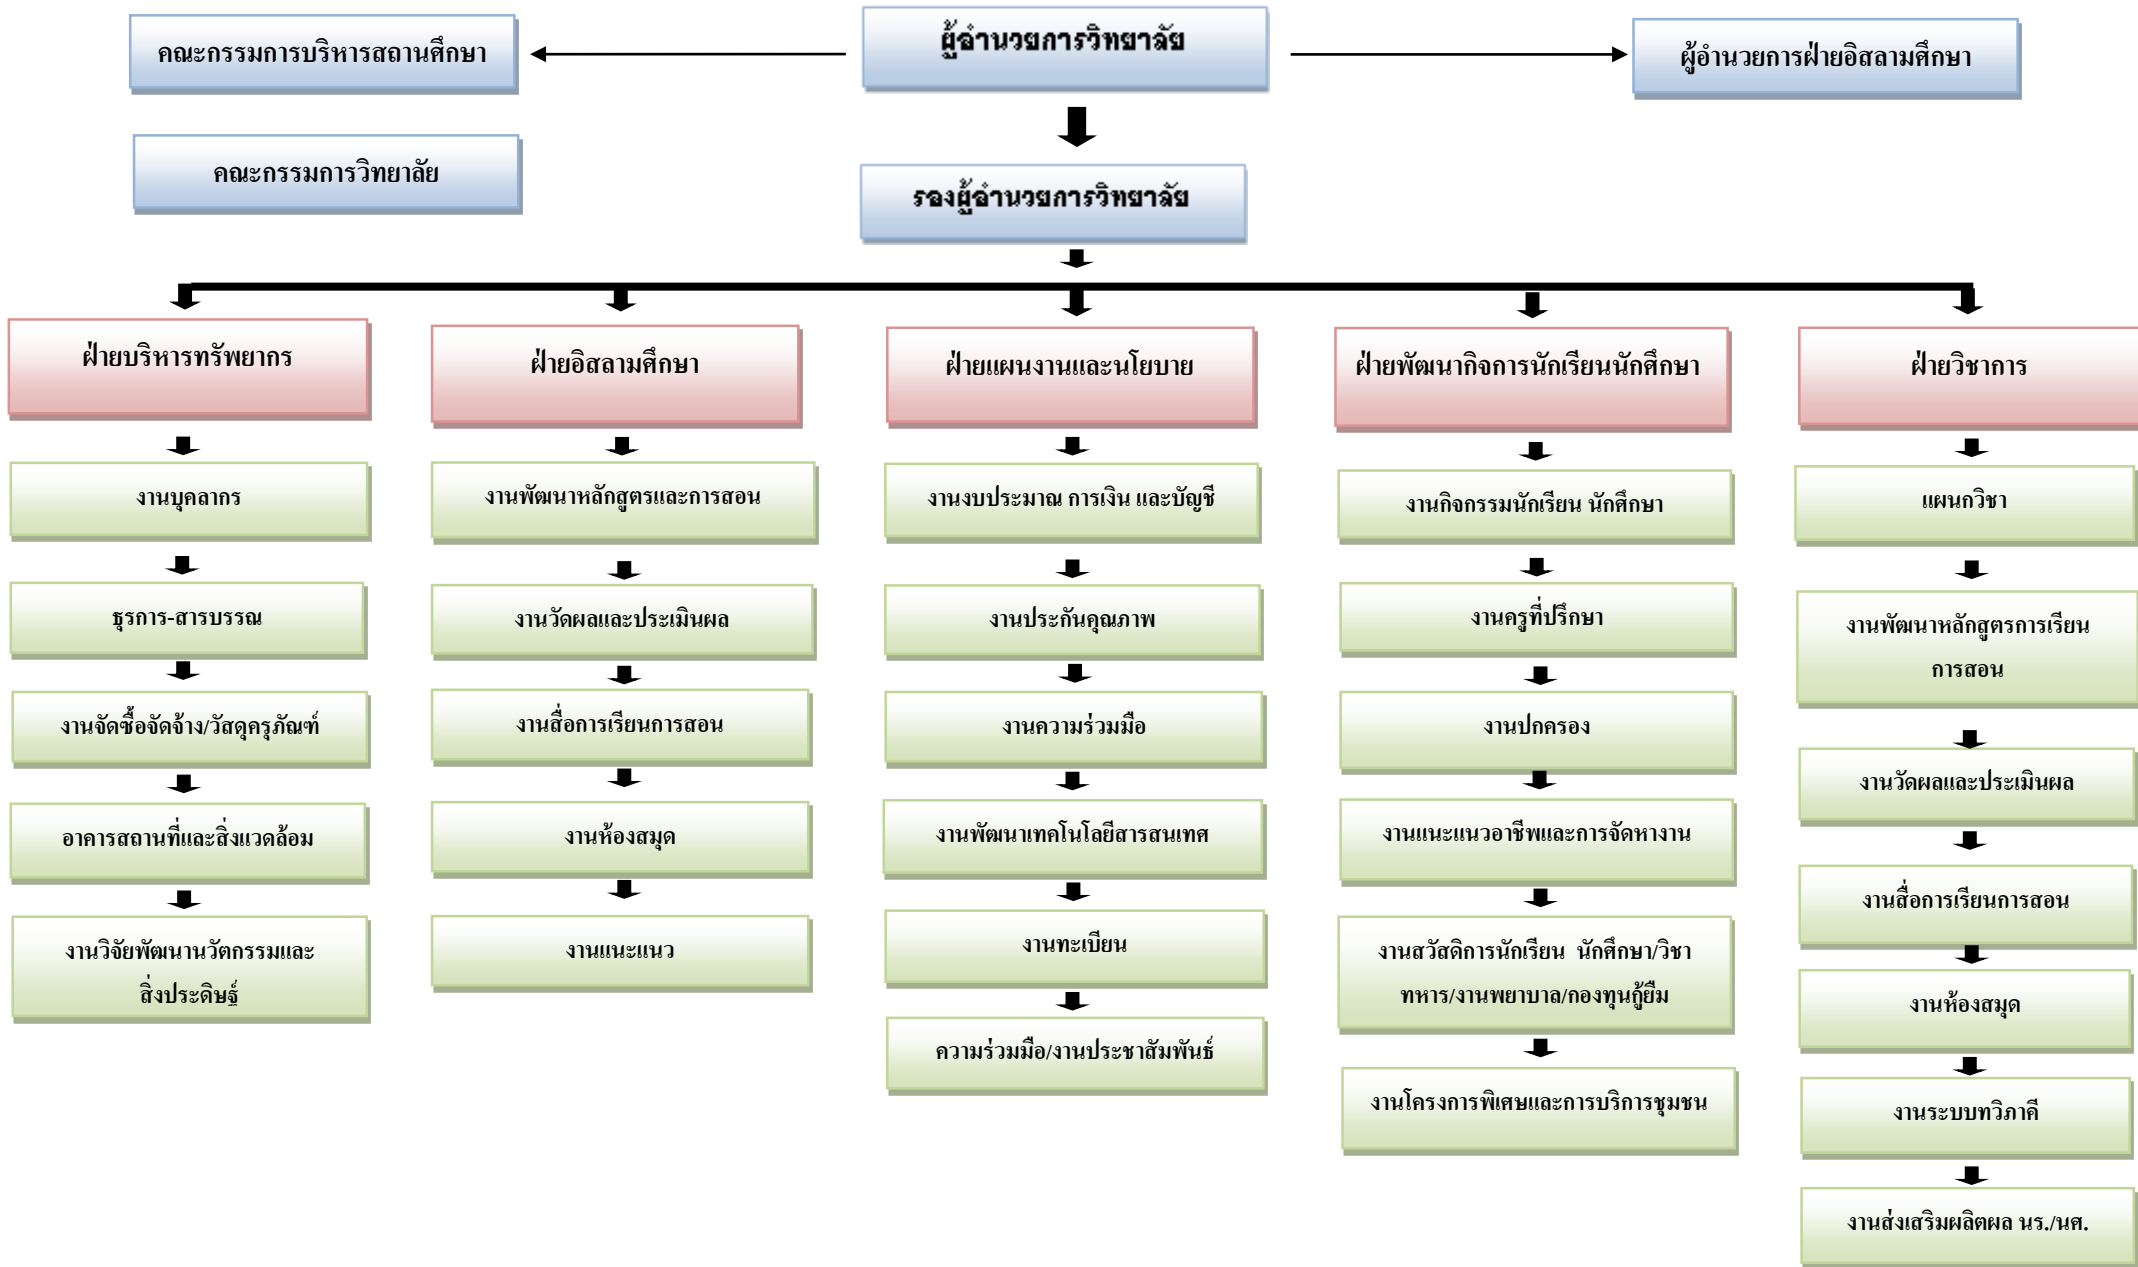 คณะกรรมการบริหารสถานศึกษา
ผู้อำนวยการวิทยาลัย
ผู้อำนวยการฝ่ายอิสลามศึกษา
คณะกรรมการวิทยาลัย
รองผู้อำนวยการวิทยาลัย
ฝ่ายบริหารทรัพยากร
งานบุคลากร
ธุรการ-สารบรรณ
งานจัดซื้อจัดจ้าง/วัสดุครุภัณฑ์
อาคารสถานที่และสิ่งแวดล้อม
งานวิจัยพัฒนานวัตกรรมและ
สิ่งประดิษฐ์
ฝ่ายอิสลามศึกษา
งานพัฒนาหลักสูตรและการสอน
งานวัดผลและประเมินผล
งานสื่อการเรียนการสอน
งานห้องสมุด
งานแนะแนว
ฝ่ายแผนงานและนโยบาย
งานงบประมาณ การเงิน และบัญชี
งานประกันคุณภาพ
งานความร่วมมือ
งานพัฒนาเทคโนโลยีสารสนเทศ
งานทะเบียน
ความร่วมมือ/งานประชาสัมพันธ์
ฝ่ายพัฒนากิจการนักเรียนนักศึกษา
งานกิจกรรมนักเรียน นักศึกษา
งานครูที่ปรึกษา
งานปกครอง
งานแนะแนวอาชีพและการจัดหางาน
งานสวัสดิการนักเรียน นักศึกษา/วิชา
ทหาร/งานพยาบาล/กองทุนกู้ยืม
งานโครงการพิเศษและการบริการชุมชน
ฝ่ายวิชาการ
แผนกวิชา
งานพัฒนาหลักสูตรการเรียน
การสอน
งานวัดผลและประเมินผล
งานสื่อการเรียนการสอน
งานห้องสมุด
งานระบบทวิภาคี
งานส่งเสริมผลิตผล นร./นศ.